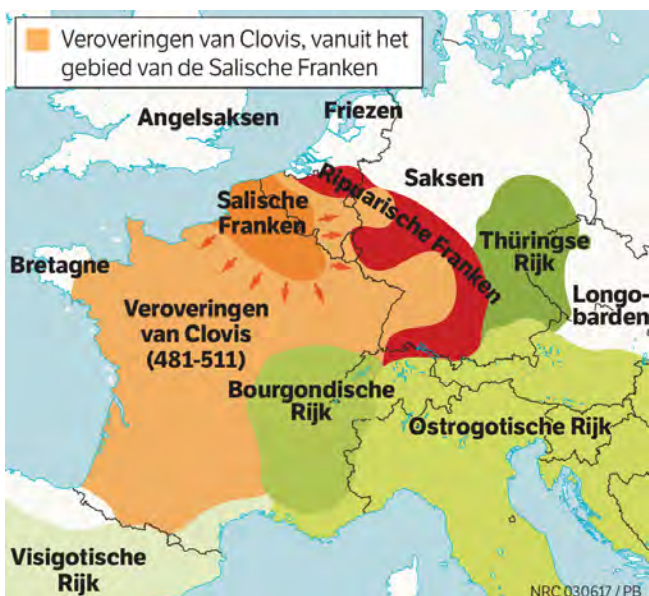 Veroveringen van Clovis, vanuit het
gebied van de Salische Franken
Angelsaksen
Friezen
Ripuarische Franken
Saksen
Salische
Franken
Thüringse
Rijk
Bretagne
Longo-
barden
Veroveringen
van Clovis
(481-511)
Bourgondische
Rijk
Ostrogotische Rijk
Visigotische
Rijk
NRC 030617 / PB